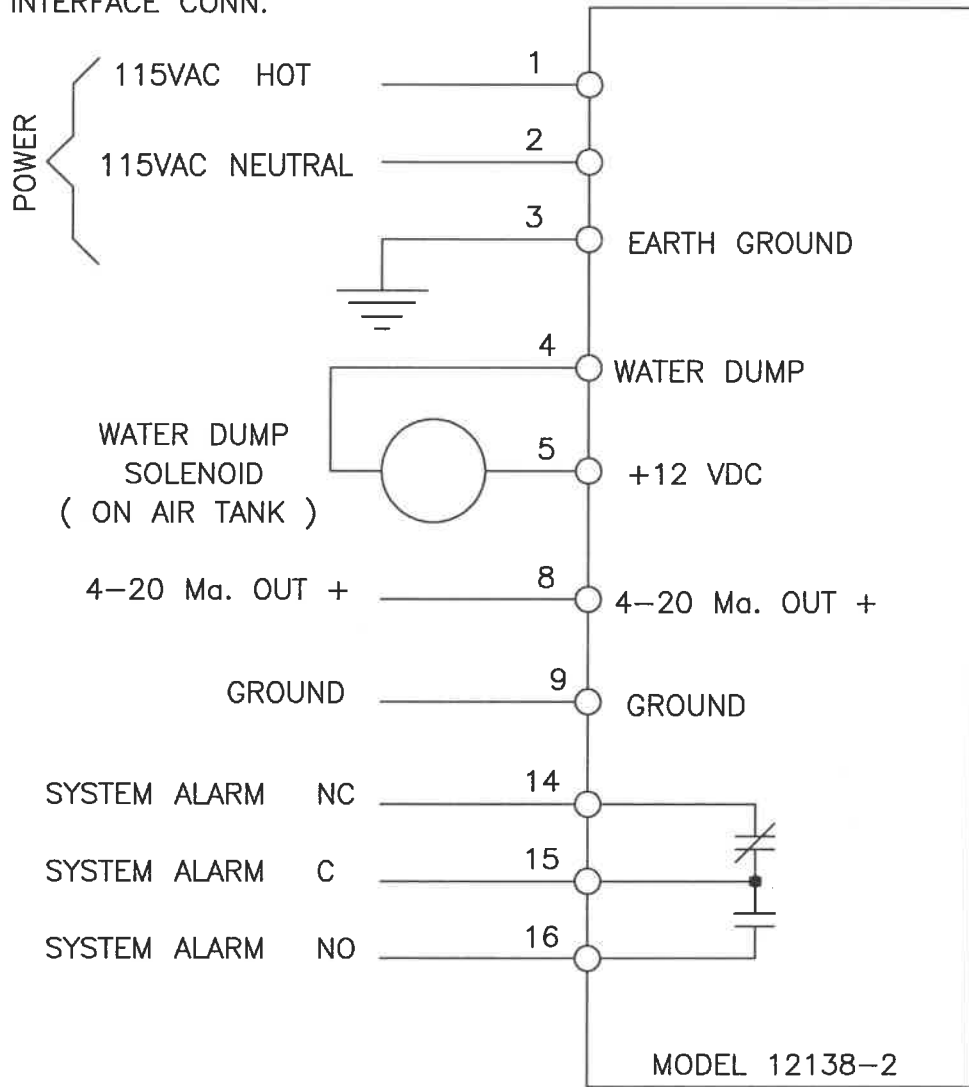 INTERFACE CONN.
POWER
115VAC HOT
1
115VAC NEUTRAL
2
3
EARTH GROUND
4
WATER DUMP
WATER DUMP
SOLENOID
( ON AIR TANK )
5
+12 VDC
4-20 Ma. OUT +
8
4-20 Ma. OUT +
GROUND
9
GROUND
SYSTEM ALARM NC
14
SYSTEM ALARM C
15
SYSTEM ALARM NO
16
MODEL 12138-2